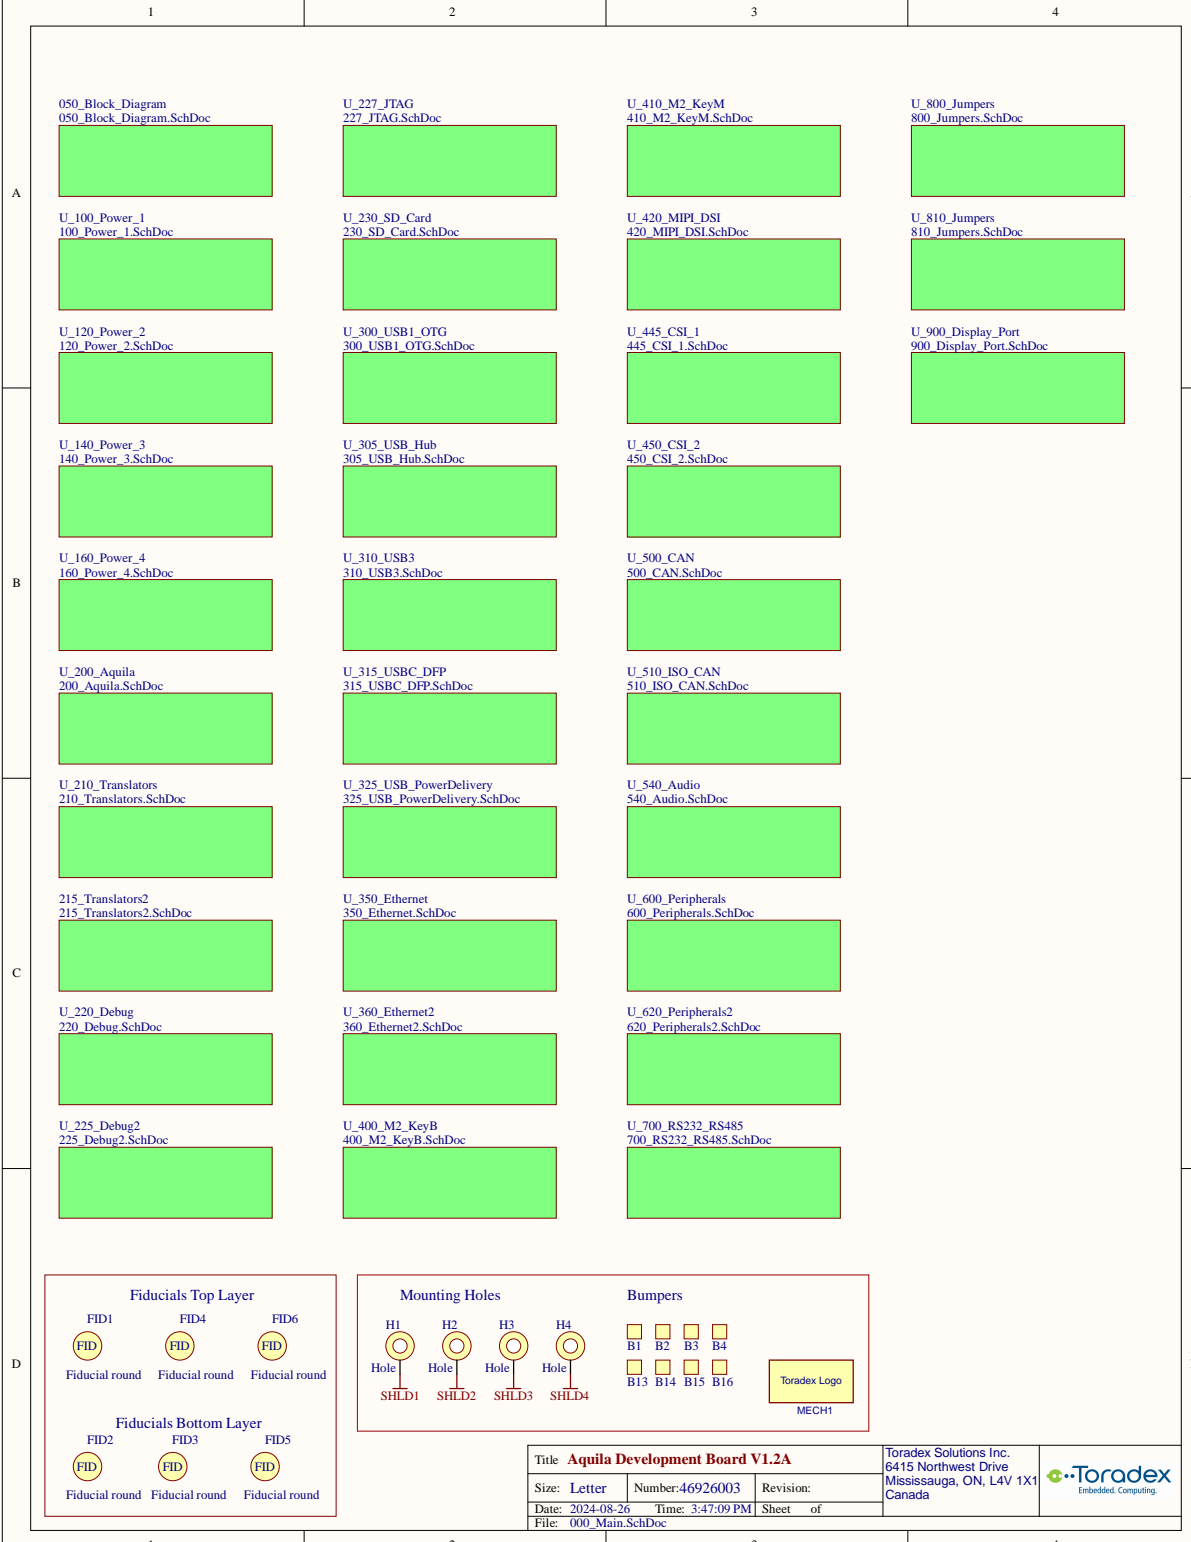 1 2 3 4
050_Block_Diagram
050_Block_Diagram.SchDoc
U_227_JTAG
227_JTAG.SchDoc
U_410_M2_KeyM
410_M2_KeyM.SchDoc
U_800_Jumpers
800_Jumpers.SchDoc
A
U_100_Power_1
100_Power_1.SchDoc
U_230_SD_Card
230_SD_Card.SchDoc
U_420_MIPI_DSI
420_MIPI_DSI.SchDoc
U_810_Jumpers
810_Jumpers.SchDoc
U_120_Power_2
120_Power_2.SchDoc
U_300_USB1_OTG
300_USB1_OTG.SchDoc
U_445_CSI_1
445_CSI_1.SchDoc
U_900_Display_Port
900_Display_Port.SchDoc
U_140_Power_3
140_Power_3.SchDoc
U_305_USB_Hub
305_USB_Hub.SchDoc
U_450_CSI_2
450_CSI_2.SchDoc
B
U_160_Power_4
160_Power_4.SchDoc
U_310_USB3
310_USB3.SchDoc
U_500_CAN
500_CAN.SchDoc
U_200_Aquila
200_Aquila.SchDoc
U_315_USBC_DFP
315_USBC_DFP.SchDoc
U_510_ISO_CAN
510_ISO_CAN.SchDoc
U_210_Translators
210_Translators.SchDoc
U_325_USB_PowerDelivery
325_USB_PowerDelivery.SchDoc
U_540_Audio
540_Audio.SchDoc
215_Translators2
215_Translators2.SchDoc
U_350_Ethernet
350_Ethernet.SchDoc
U_600_Peripherals
600_Peripherals.SchDoc
C
U_220_Debug
220_Debug.SchDoc
U_360_Ethernet2
360_Ethernet2.SchDoc
U_620_Peripherals2
620_Peripherals2.SchDoc
U_225_Debug2
225_Debug2.SchDoc
U_400_M2_KeyB
400_M2_KeyB.SchDoc
U_700_RS232_RS485
700_RS232_RS485.SchDoc
D
Fiducials Top Layer
FID1 FID4 FID6
FID FID FID
Fiducial round Fiducial round Fiducial round
Fiducials Bottom Layer
FID2 FID3 FID5
FID FID FID
Fiducial round Fiducial round Fiducial round
Mounting Holes
H1 H2 H3 H4
Hole Hole Hole Hole
SHLD1 SHLD2 SHLD3 SHLD4
Bumpers
B1 B2 B3 B4
B13 B14 B15 B16
Toradex Logo
MECH1
Title Aquila Development Board V1.2A
Size: Letter Number:46926003 Revision:
Date: 2024-08-26 Time: 3:47:09 PM Sheet of
File: 000_Main.SchDoc
Toradex Solutions Inc.
6415 Northwest Drive
Mississauga, ON, L4V 1X1
Canada
Toradex
Embedded. Computing.